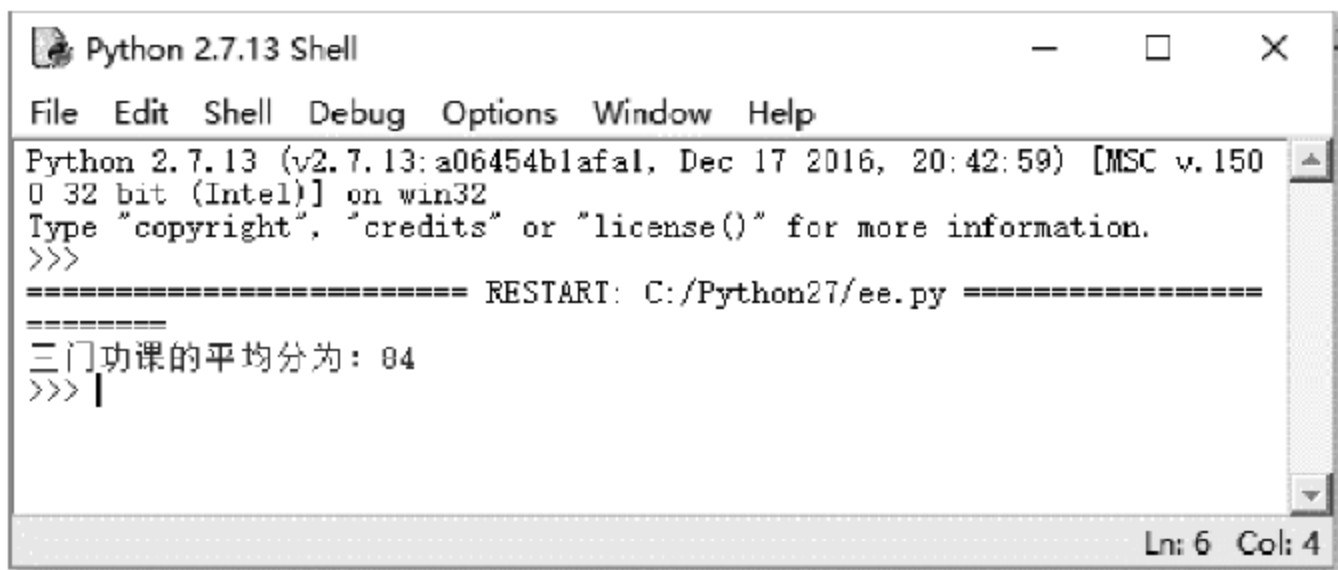 Python 2.7.13 Shell
File Edit Shell Debug Options Window Help
Python 2.7.13 (v2.7.13:a06454b1afa1, Dec 17 2016, 20:42:59) [MSC v.150
0 32 bit (Intel)] on win32
Type "copyright", "credits" or "license()" for more information.
>>>
========================= RESTART: C:/Python27/ee.py =================
========
三门功课的平均分为：84
>>>
Ln: 6 Col: 4